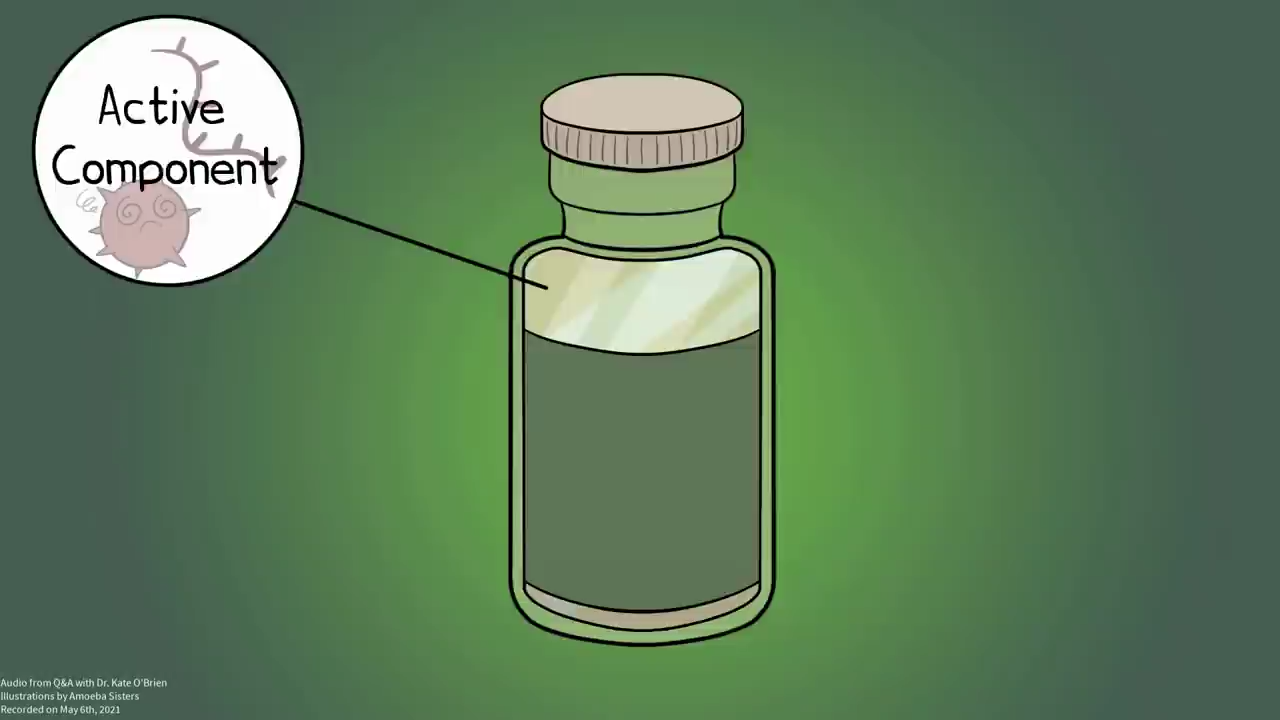 Active
Component
Audio from Q&A with Dr. Kate O'Brien
Illustrations by Amoeba Sisters
Recorded on May 6th, 2021